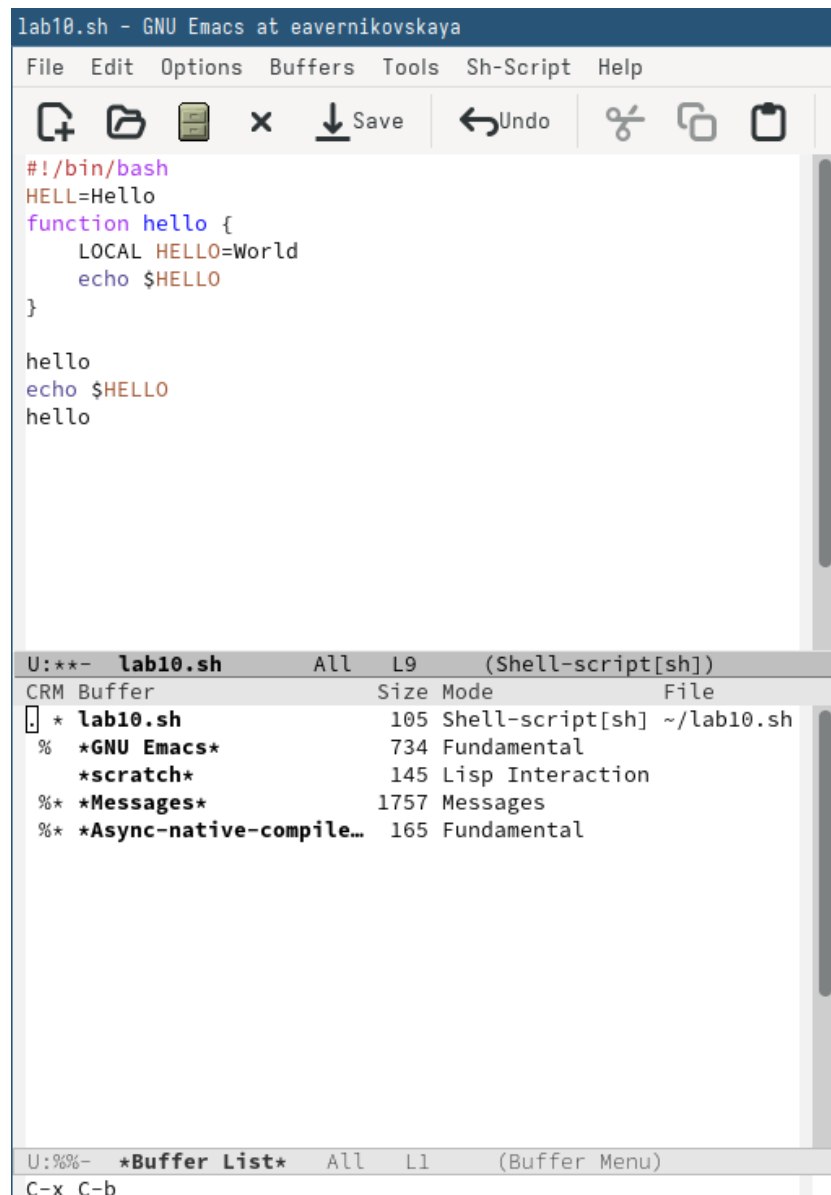 lab10.sh - GNU Emacs at eavernikovskaya
File Edit Options Buffers Tools Sh-Script Help
Save Undo
#!/bin/bash
HELL=Hello
function hello {
    LOCAL HELLO=World
    echo $HELLO
}
hello
echo $HELLO
hello
U:**-  lab10.sh       All   L9     (Shell-script[sh])
CRM Buffer                 Size Mode             File
. * lab10.sh                105 Shell-script[sh] ~/lab10.sh
 %  *GNU Emacs*             734 Fundamental
    *scratch*               145 Lisp Interaction
 %* *Messages*             1757 Messages
 %* *Async-native-compile…  165 Fundamental
U:%%-  *Buffer List*   All   L1     (Buffer Menu)
C-x C-b